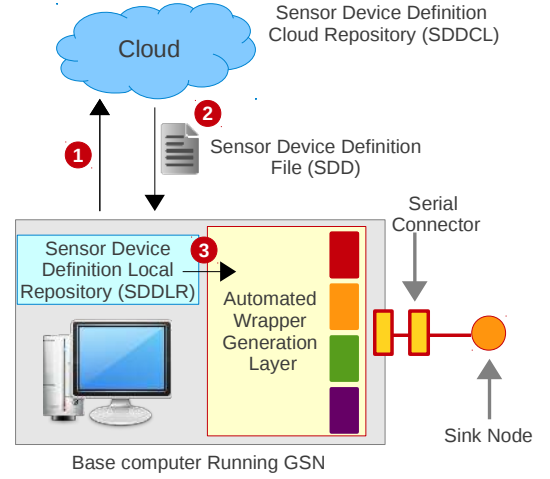 Sensor Device Definition
Cloud Repository (SDDCL)
Cloud
2
1
Sensor Device Definition
File (SDD)
Serial
Connector
3
Sensor Device
Definition Local
Repository (SDDLR)
Automated
Wrapper
Generation
Layer
Sink Node
Base computer Running GSN